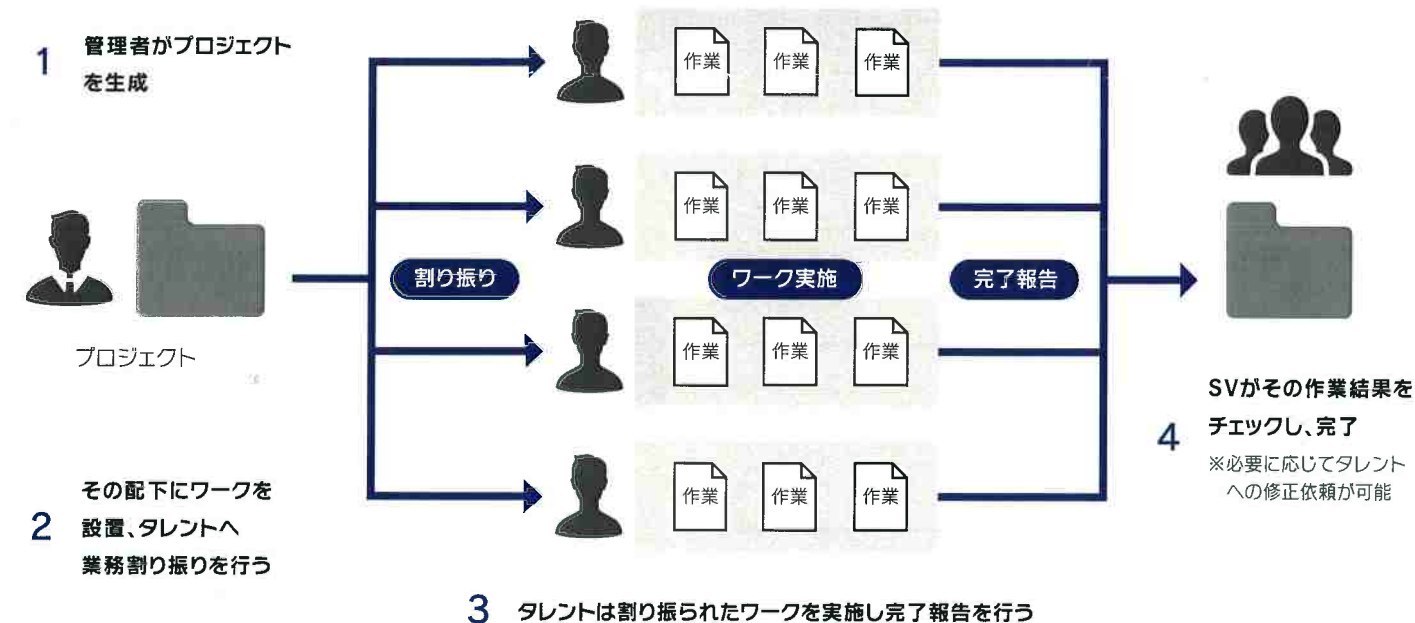 1
管理者がプロジェクト
を生成
プロジェクト
2
その配下にワークを
設置、タレントへ
業務割り振りを行う
割り振り
作業 作業 作業
作業 作業 作業
ワーク実施
作業 作業 作業
作業 作業 作業
完了報告
3 タレントは割り振られたワークを実施し完了報告を行う
4
SVがその作業結果を
チェックし、完了
※必要に応じてタレント
への修正依頼が可能